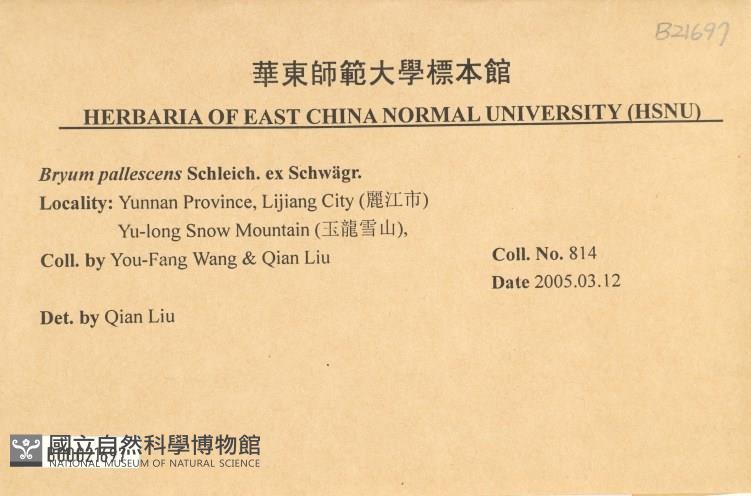 B21697
華東師範大學標本館
HERBARIA OF EAST CHINA NORMAL UNIVERSITY (HSNU)
Bryum pallescens Schleich. ex Schwägr.
Locality: Yunnan Province, Lijiang City (麗江市)
Yu-long Snow Mountain (玉龍雪山),
Coll. by You-Fang Wang & Qian Liu
Coll. No. 814
Date 2005.03.12
Det. by Qian Liu
國立自然科學博物館
B00021697
NATIONAL MUSEUM OF NATURAL SCIENCE